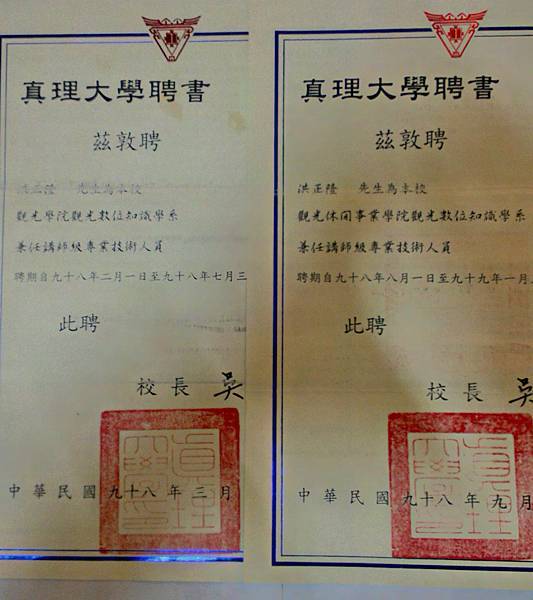 真理大學聘書
茲敦聘
洪正隆 先生為本校
觀光學院觀光數位知識學系
兼任講師級專業技術人員
聘期自九十八年二月一日至九十八年七月三
此聘
校長 吳
中華民國九十八年三月
真理大學聘書
茲敦聘
洪正隆 先生為本校
觀光休閒事業學院觀光數位知識學系
兼任講師級專業技術人員
聘期自九十八年八月一日至九十九年一月
此聘
校長 吳
中華民國九十八年九月